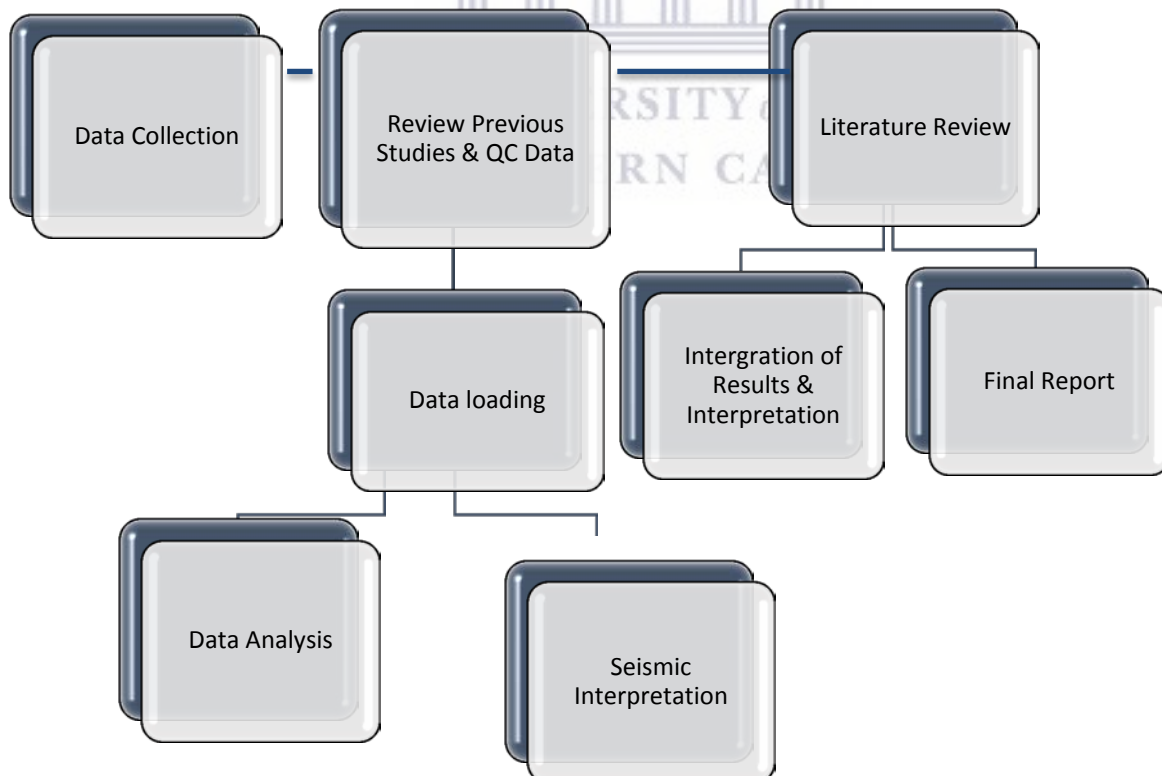 Data Collection
Review Previous
Studies & QC Data
Literature Review
Data loading
Intergration of
Results &
Interpretation
Final Report
Data Analysis
Seismic
Interpretation